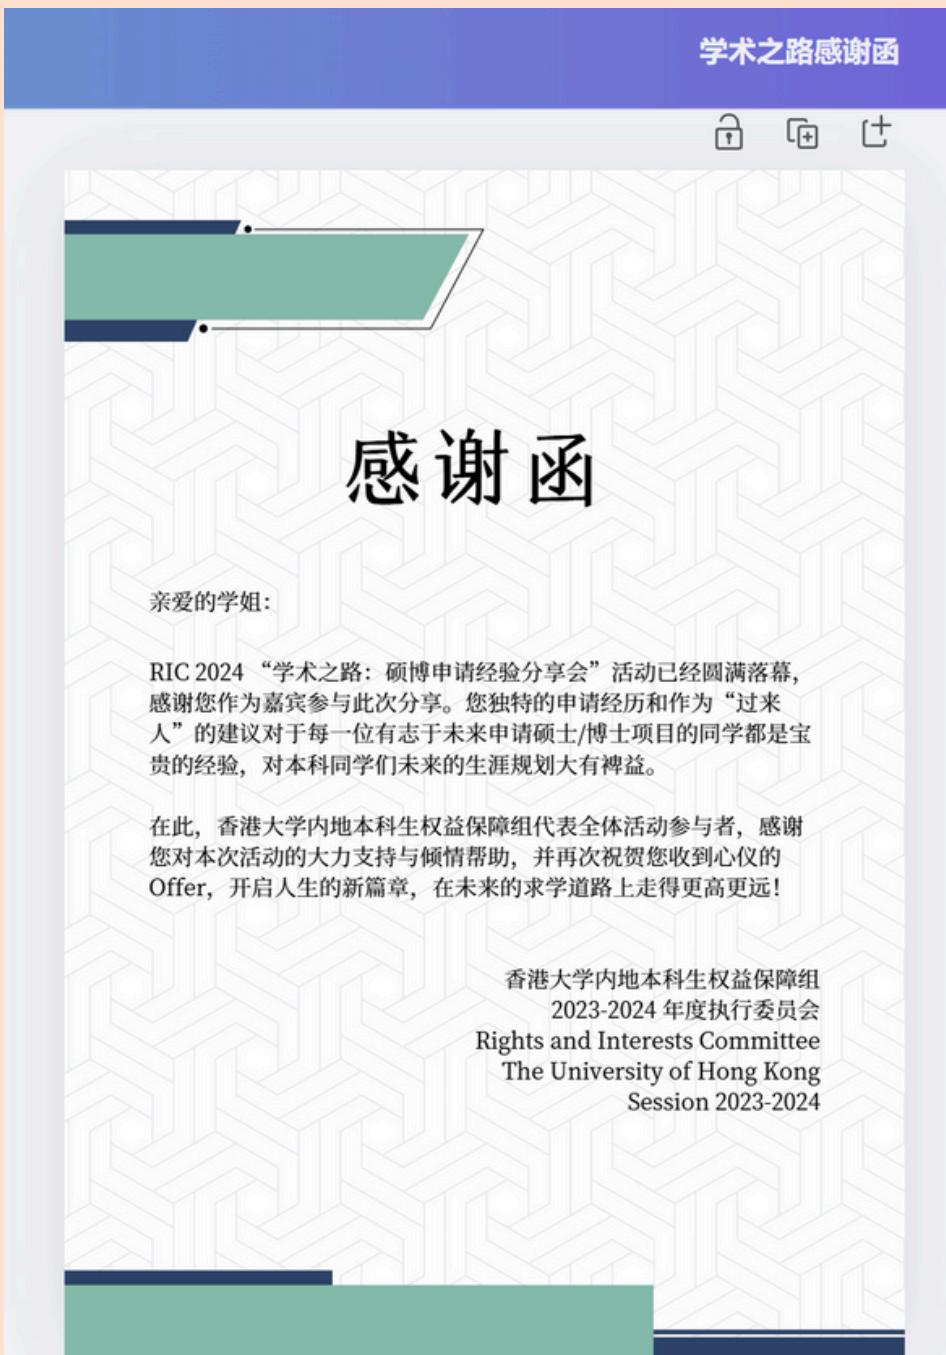 学术之路感谢函
感谢函
亲爱的学姐：
RIC 2024 “学术之路：硕博申请经验分享会”活动已经圆满落幕，
感谢您作为嘉宾参与此次分享。您独特的申请经历和作为“过来
人”的建议对于每一位有志于未来申请硕士/博士项目的同学都是宝
贵的经验，对本科同学们未来的生涯规划大有裨益。
在此，香港大学内地本科生权益保障组代表全体活动参与者，感谢
您对本次活动的大力支持与倾情帮助，并再次祝贺您收到心仪的
Offer，开启人生的新篇章，在未来的求学道路上走得更高更远！
香港大学内地本科生权益保障组
2023-2024 年度执行委员会
Rights and Interests Committee
The University of Hong Kong
Session 2023-2024